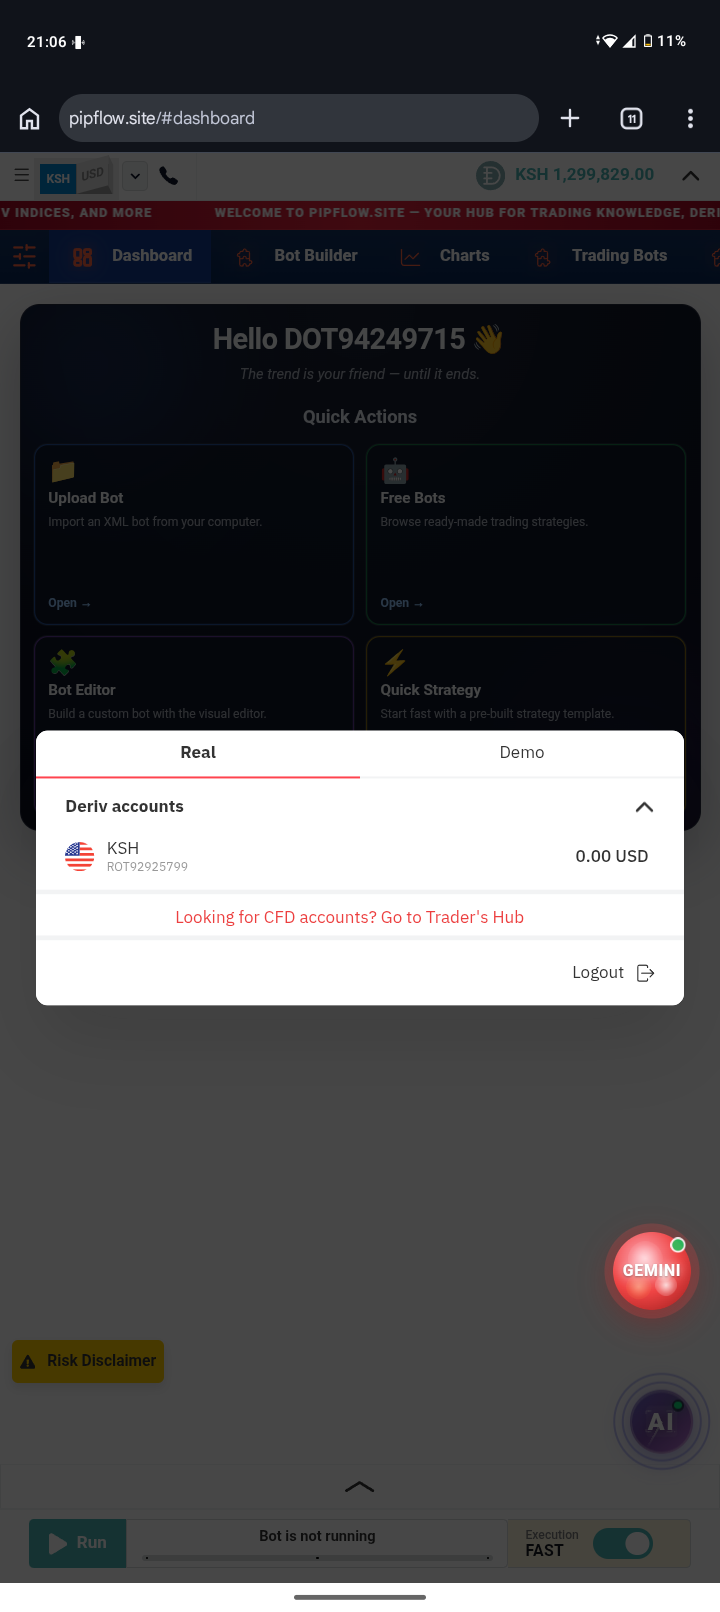 21:06
11%
pipflow.site/#dashboard
11
KSH USD
KSH 1,299,829.00
V INDICES, AND MORE WELCOME TO PIPFLOW.SITE — YOUR HUB FOR TRADING KNOWLEDGE, DERI
Dashboard Bot Builder Charts Trading Bots
Hello DOT94249715 👋
The trend is your friend — until it ends.
Quick Actions
Upload Bot
Import an XML bot from your computer.
Open →
Free Bots
Browse ready-made trading strategies.
Open →
Bot Editor
Build a custom bot with the visual editor.
Quick Strategy
Start fast with a pre-built strategy template.
Real Demo
Deriv accounts
KSH
ROT92925799
0.00 USD
Looking for CFD accounts? Go to Trader's Hub
Logout
GEMINI
Risk Disclaimer
AI
Run
Bot is not running
Execution
FAST